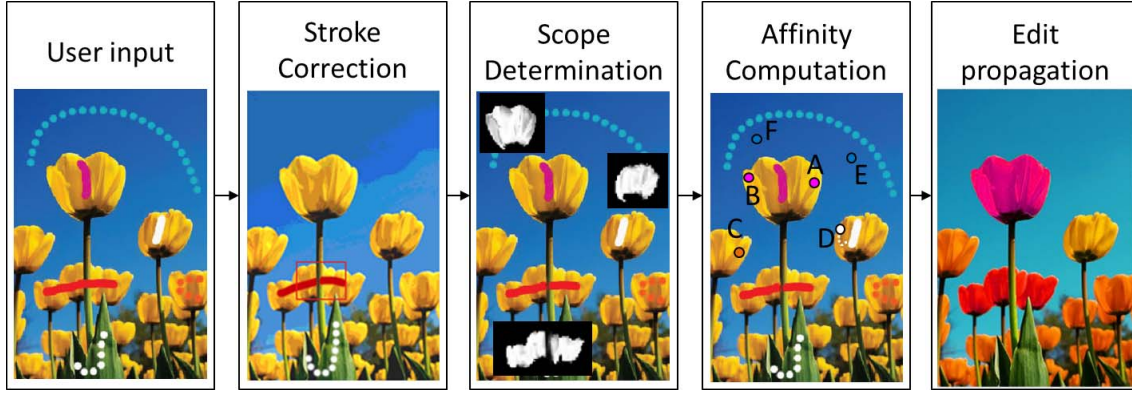 User input
Stroke
Correction
Scope
Determination
Affinity
Computation
Edit
propagation
F
E
A
B
C
D